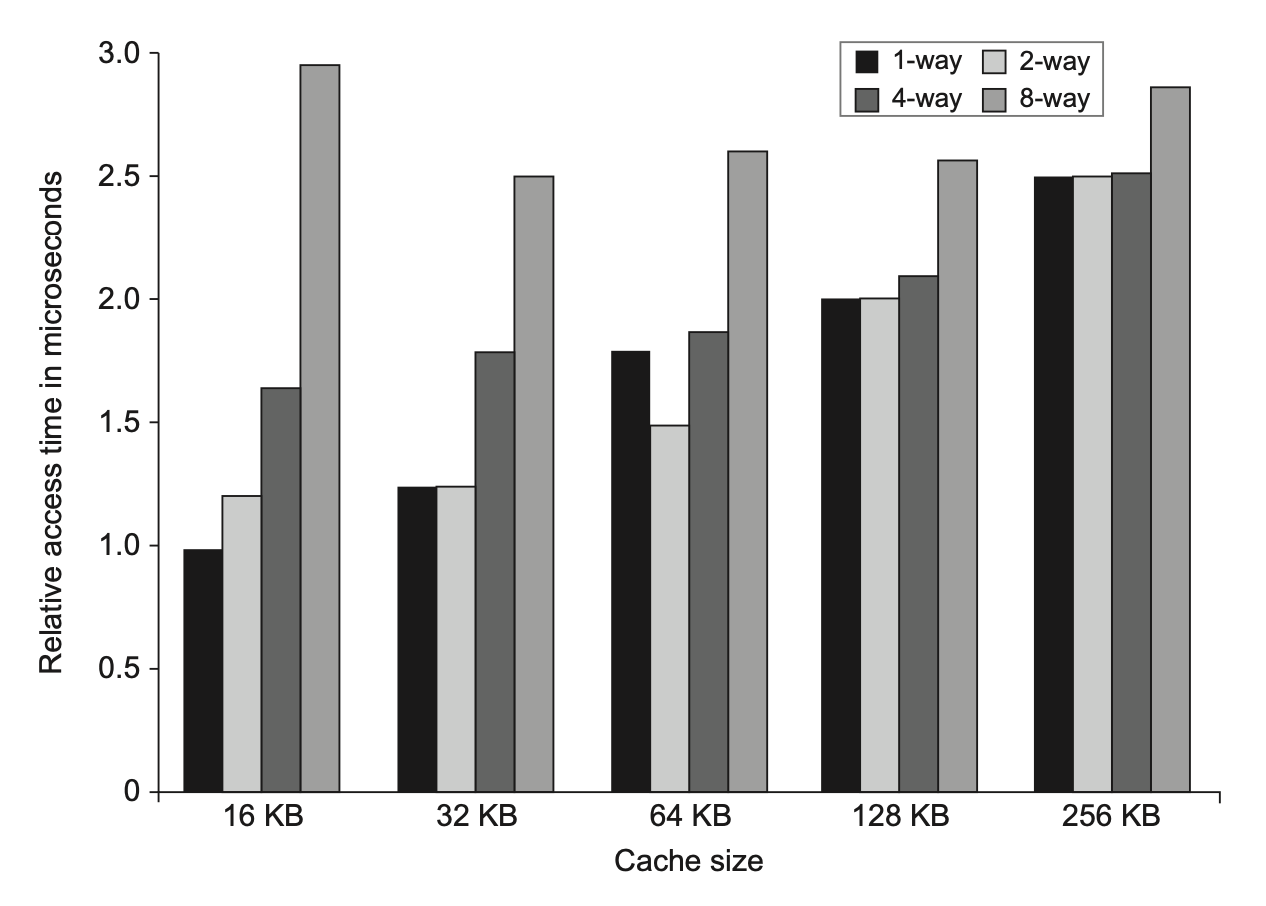 3.0
2.5
2.0
1.5
1.0
0.5
0
Relative access time in microseconds
1-way 2-way
4-way 8-way
16 KB 32 KB 64 KB 128 KB 256 KB
Cache size